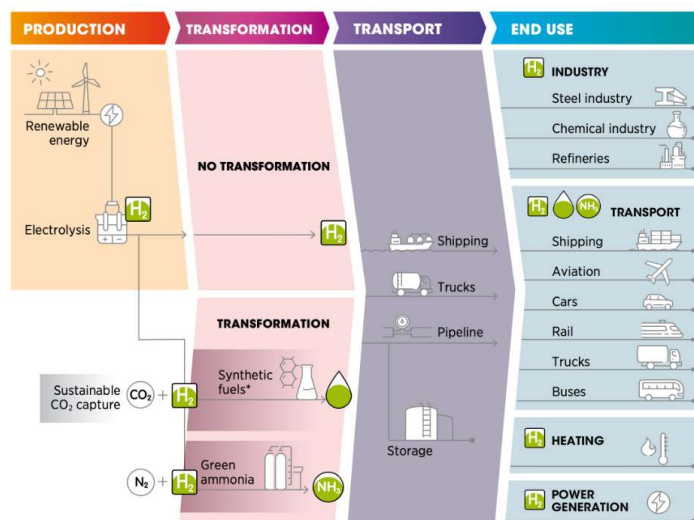 PRODUCTION
TRANSFORMATION
TRANSPORT
END USE
Renewable
energy
Electrolysis
H₂
NO TRANSFORMATION
H₂
TRANSFORMATION
Sustainable
CO₂ capture
CO₂ + H₂
Synthetic
fuels*
N₂ + H₂
Green
ammonia
NH₃
Shipping
Trucks
Pipeline
Storage
H₂ INDUSTRY
Steel industry
Chemical industry
Refineries
H₂ NH₃ TRANSPORT
Shipping
Aviation
Cars
Rail
Trucks
Buses
H₂ HEATING
H₂ POWER
GENERATION